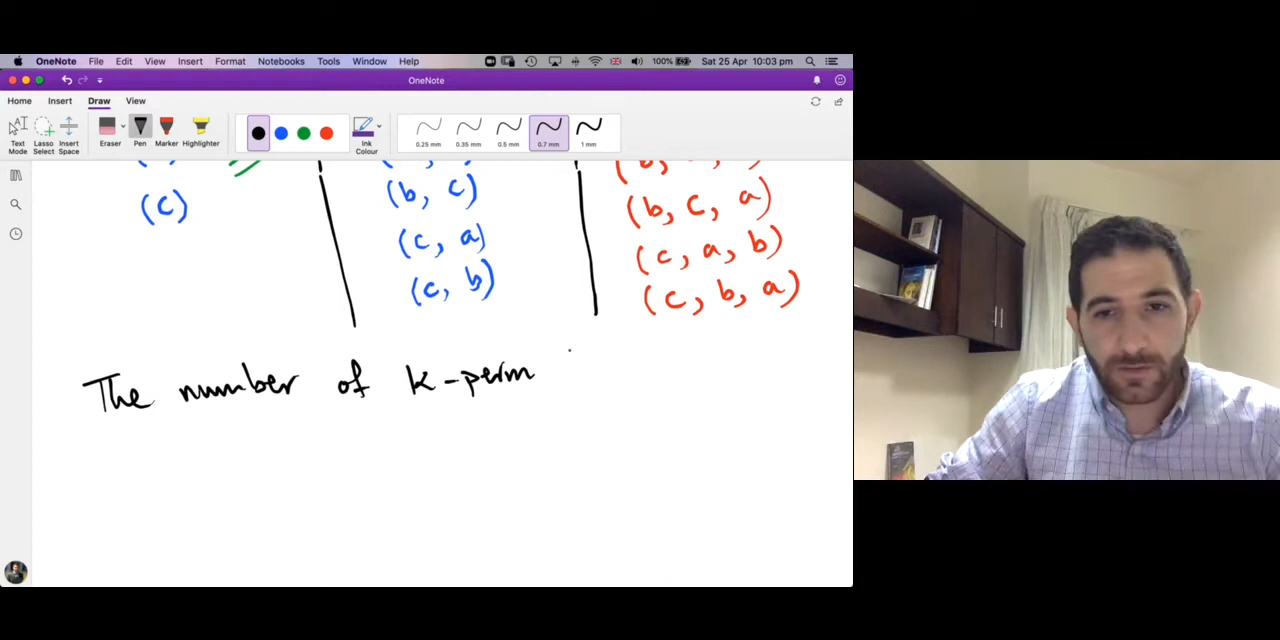 OneNote File Edit View Insert Format Notebooks Tools Window Help 100% Sat 25 Apr 10:03 pm
OneNote
Home Insert Draw View
Text Mode Lasso Select Insert Space Eraser Pen Marker Highlighter Ink Colour 0.25 mm 0.35 mm 0.5 mm 0.7 mm 1 mm
(c)
(b, c)
(c, a)
(c, b)
(b, c, a)
(c, a, b)
(c, b, a)
The number of k-perm